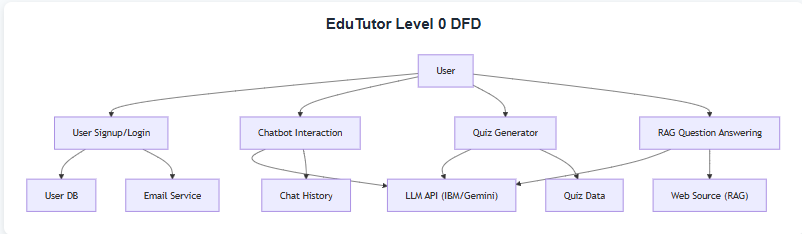 EduTutor Level 0 DFD
User
User Signup/Login
Chatbot Interaction
Quiz Generator
RAG Question Answering
User DB
Email Service
Chat History
LLM API (IBM/Gemini)
Quiz Data
Web Source (RAG)